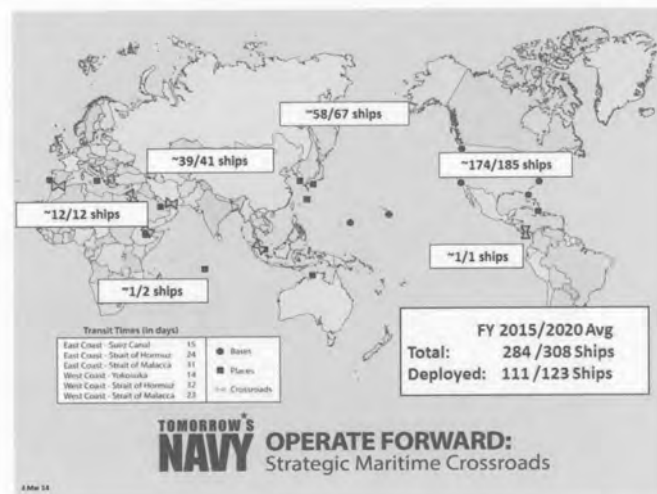 ~58/67 ships
~39/41 ships
~174/185 ships
~12/12 ships
~1/1 ships
~1/2 ships
Transit Times (in days)
East Coast - Suez Canal 15
East Coast - Strait of Hormuz 24
East Coast - Strait of Malacca 31
West Coast - Yokosuka 14
West Coast - Strait of Hormuz 32
West Coast - Strait of Malacca 23
Bases
Places
Crossroads
FY 2015/2020 Avg
Total: 284 /308 Ships
Deployed: 111 /123 Ships
TOMORROW'S
NAVY
OPERATE FORWARD:
Strategic Maritime Crossroads
4 Mar 14